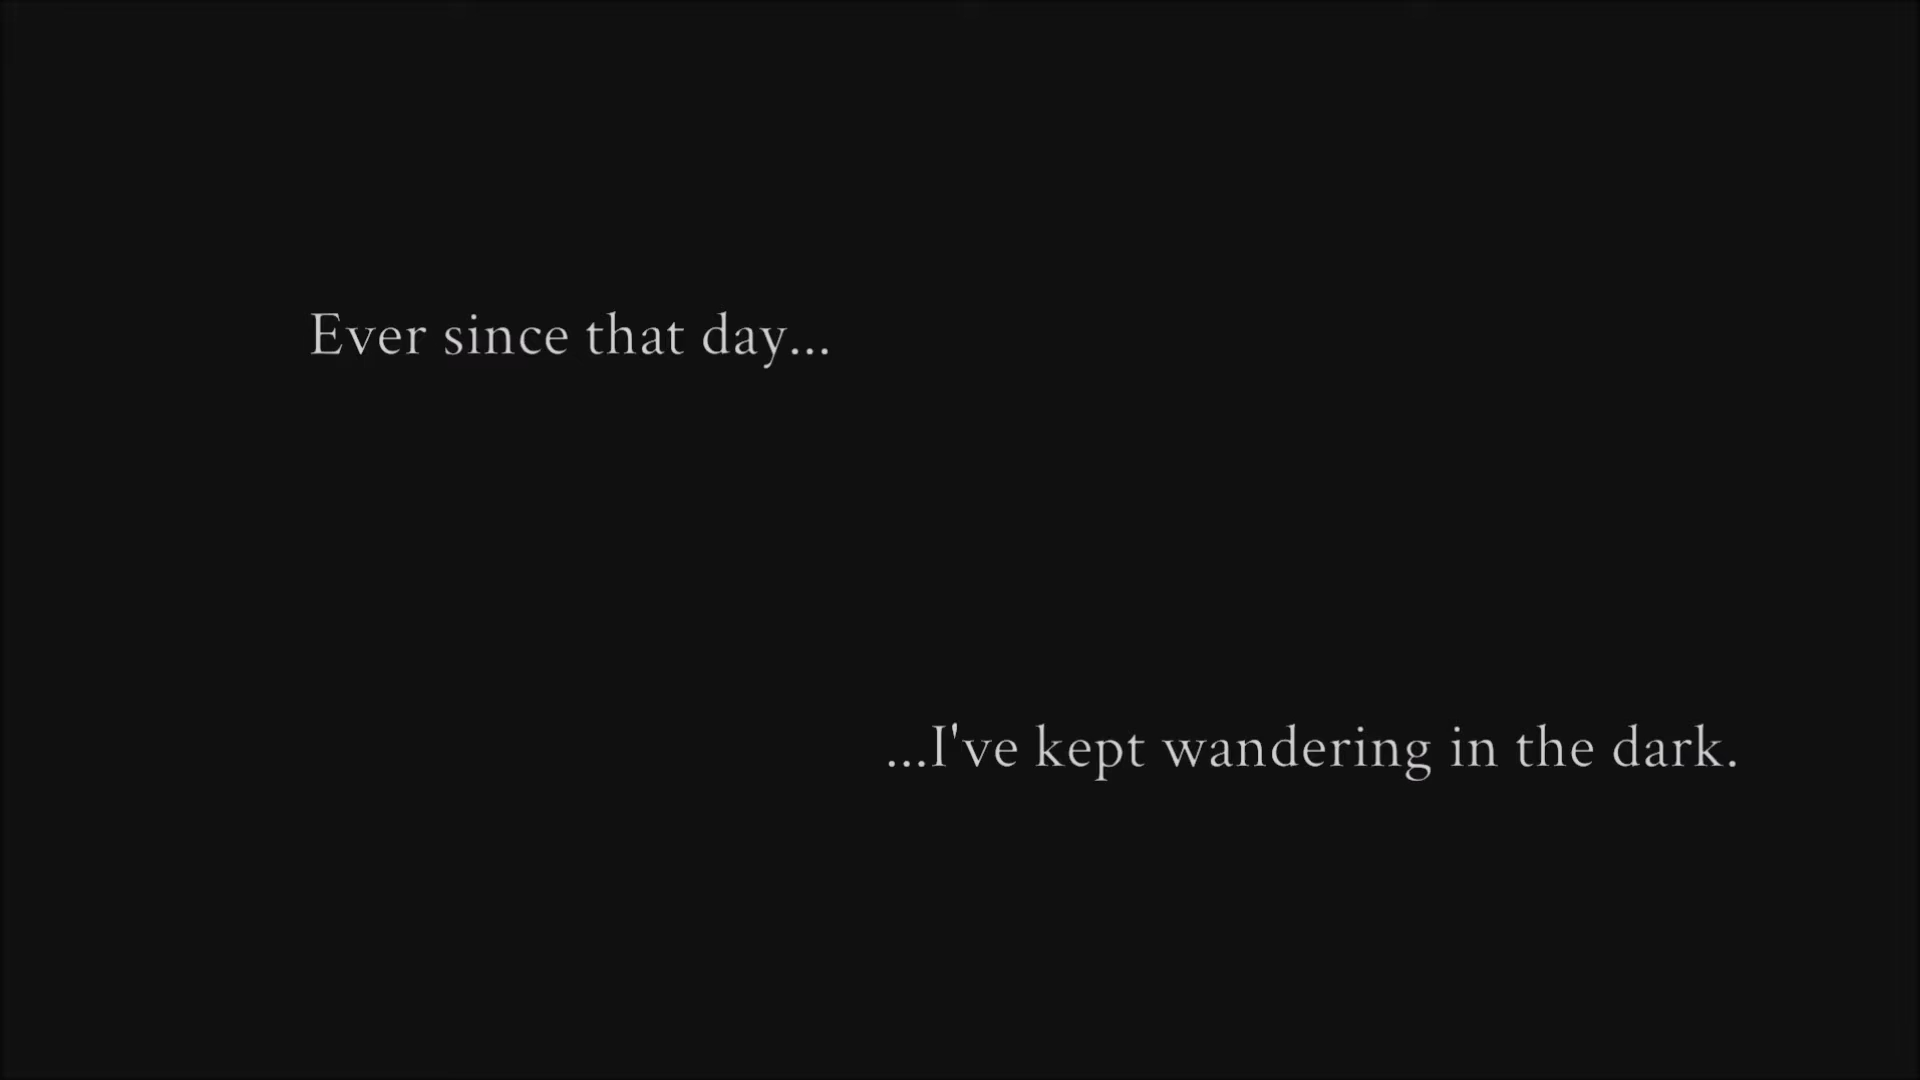 Ever since that day...
...I've kept wandering in the dark.